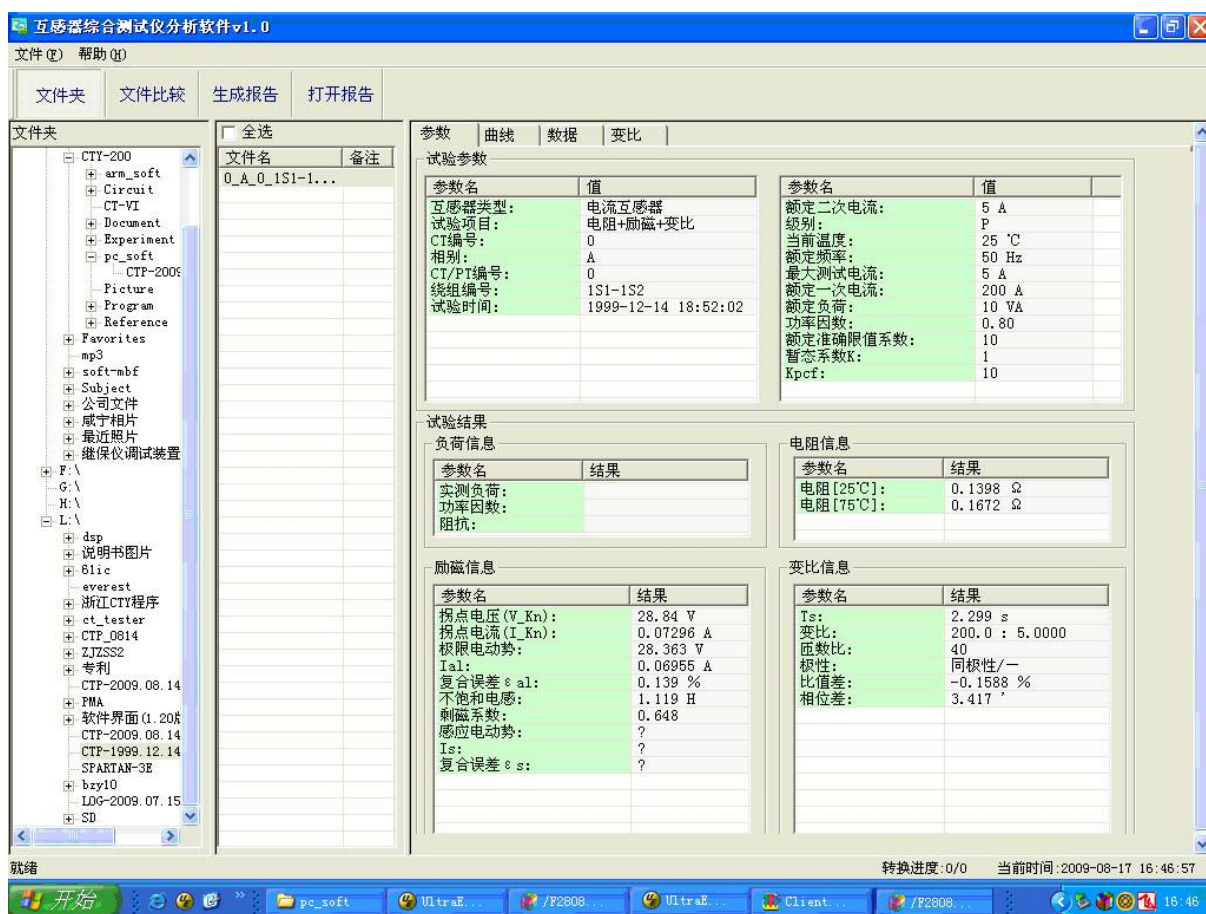 互感器综合测试仪分析软件v1.0
文件(F) 帮助(H)
文件夹 文件比较 生成报告 打开报告
文件夹
CTY-200
arm_soft
Circuit
CT-VI
Document
Experiment
pc_soft
CTP-2009
Picture
Program
Reference
Favorites
mp3
soft-mbf
Subject
公司文件
咸宁相片
最近照片
继保仪调试装置
F:\
G:\
H:\
L:\
dsp
说明书图片
61ic
everest
浙江CTY程序
ct_tester
CTP_0814
ZJZSS2
专利
CTP-2009.08.14
PMA
软件界面(1.20版
CTP-2009.08.14
CTP-1999.12.14
SPARTAN-3E
bzy10
LOG-2009.07.15
SD
全选
文件名 备注
0_A_0_1S1-1...
参数 曲线 数据 变比
试验参数
参数名 值
互感器类型: 电流互感器
试验项目: 电阻+励磁+变比
CT编号: 0
相别: A
CT/PT编号: 0
绕组编号: 1S1-1S2
试验时间: 1999-12-14 18:52:02
参数名 值
额定二次电流: 5 A
级别: P
当前温度: 25 ℃
额定频率: 50 Hz
最大测试电流: 5 A
额定一次电流: 200 A
额定负荷: 10 VA
功率因数: 0.80
额定准确限值系数: 10
暂态系数K: 1
Kpcf: 10
试验结果
负荷信息
参数名 结果
实测负荷:
功率因数:
阻抗:
电阻信息
参数名 结果
电阻[25℃]: 0.1398 Ω
电阻[75℃]: 0.1672 Ω
励磁信息
参数名 结果
拐点电压(V_Kn): 28.84 V
拐点电流(I_Kn): 0.07296 A
极限电动势: 28.363 V
Ial: 0.06955 A
复合误差εal: 0.139 %
不饱和电感: 1.119 H
剩磁系数: 0.648
感应电动势: ?
Is: ?
复合误差εs: ?
变比信息
参数名 结果
Ts: 2.299 s
变比: 200.0 : 5.0000
匝数比: 40
极性: 同极性/—
比值差: -0.1588 %
相位差: 3.417 '
就绪 转换进度:0/0 当前时间:2009-08-17 16:46:57
开始 pc_soft UltraE... /F2808... UltraE... Client... /F2808... 16:46